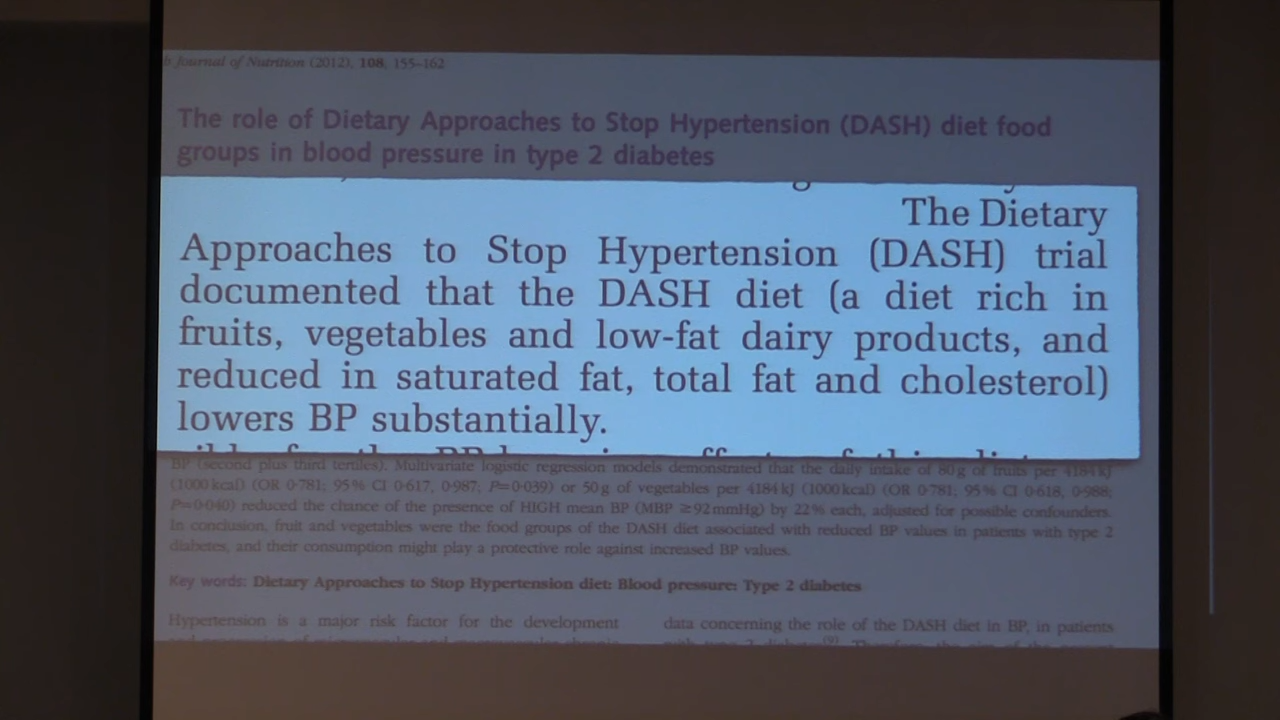 Journal of Nutrition (2012), 108, 155–162
The role of Dietary Approaches to Stop Hypertension (DASH) diet food
groups in blood pressure in type 2 diabetes
The Dietary
Approaches to Stop Hypertension (DASH) trial
documented that the DASH diet (a diet rich in
fruits, vegetables and low-fat dairy products, and
reduced in saturated fat, total fat and cholesterol)
lowers BP substantially.
BP (second plus third tertiles). Multivariate logistic regression models demonstrated that the daily intake of 80 g of fruits per 4184 kJ
(1000 kcal) (OR 0·781; 95 % CI 0·617, 0·987; P=0·039) or 50 g of vegetables per 4184 kJ (1000 kcal) (OR 0·781; 95 % CI 0·618, 0·988;
P=0·040) reduced the chance of the presence of HIGH mean BP (MBP ≥92 mmHg) by 22 % each, adjusted for possible confounders.
In conclusion, fruit and vegetables were the food groups of the DASH diet associated with reduced BP values in patients with type 2
diabetes, and their consumption might play a protective role against increased BP values.
Key words: Dietary Approaches to Stop Hypertension diet: Blood pressure: Type 2 diabetes
Hypertension is a major risk factor for the development
data concerning the role of the DASH diet in BP, in patients